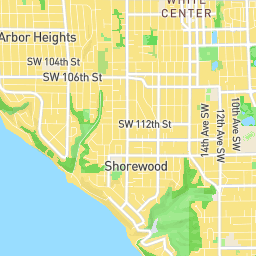 WHITE
CENTER
Arbor Heights
SW 104th St
SW 106th St
SW 112th St
14th Ave SW
12th Ave SW
10th Ave SW
Shorewood